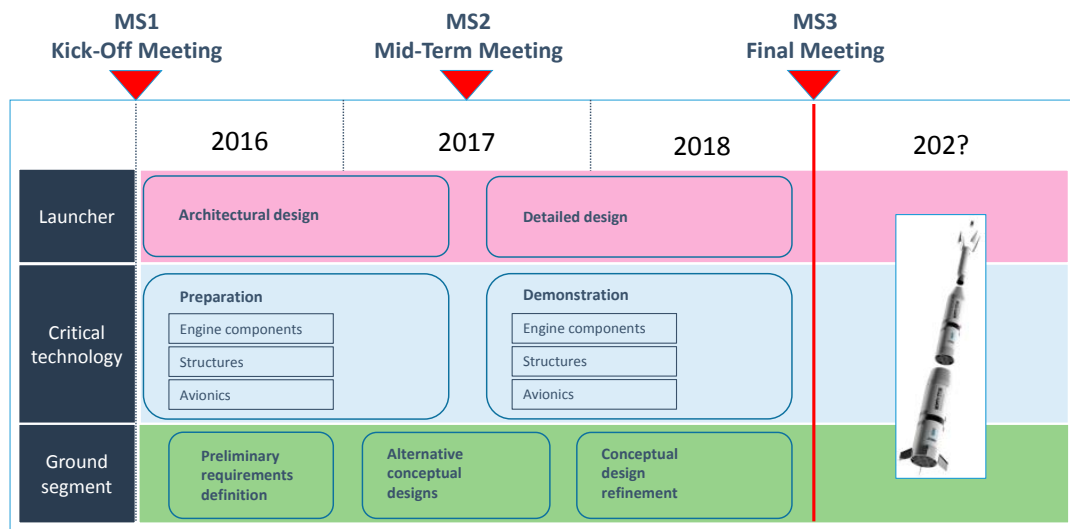 MS1
Kick-Off Meeting
MS2
Mid-Term Meeting
MS3
Final Meeting
2016
2017
2018
202?
Launcher
Architectural design
Detailed design
Critical
technology
Preparation
Engine components
Structures
Avionics
Demonstration
Engine components
Structures
Avionics
Ground
segment
Preliminary
requirements
definition
Alternative
conceptual
designs
Conceptual
design
refinement